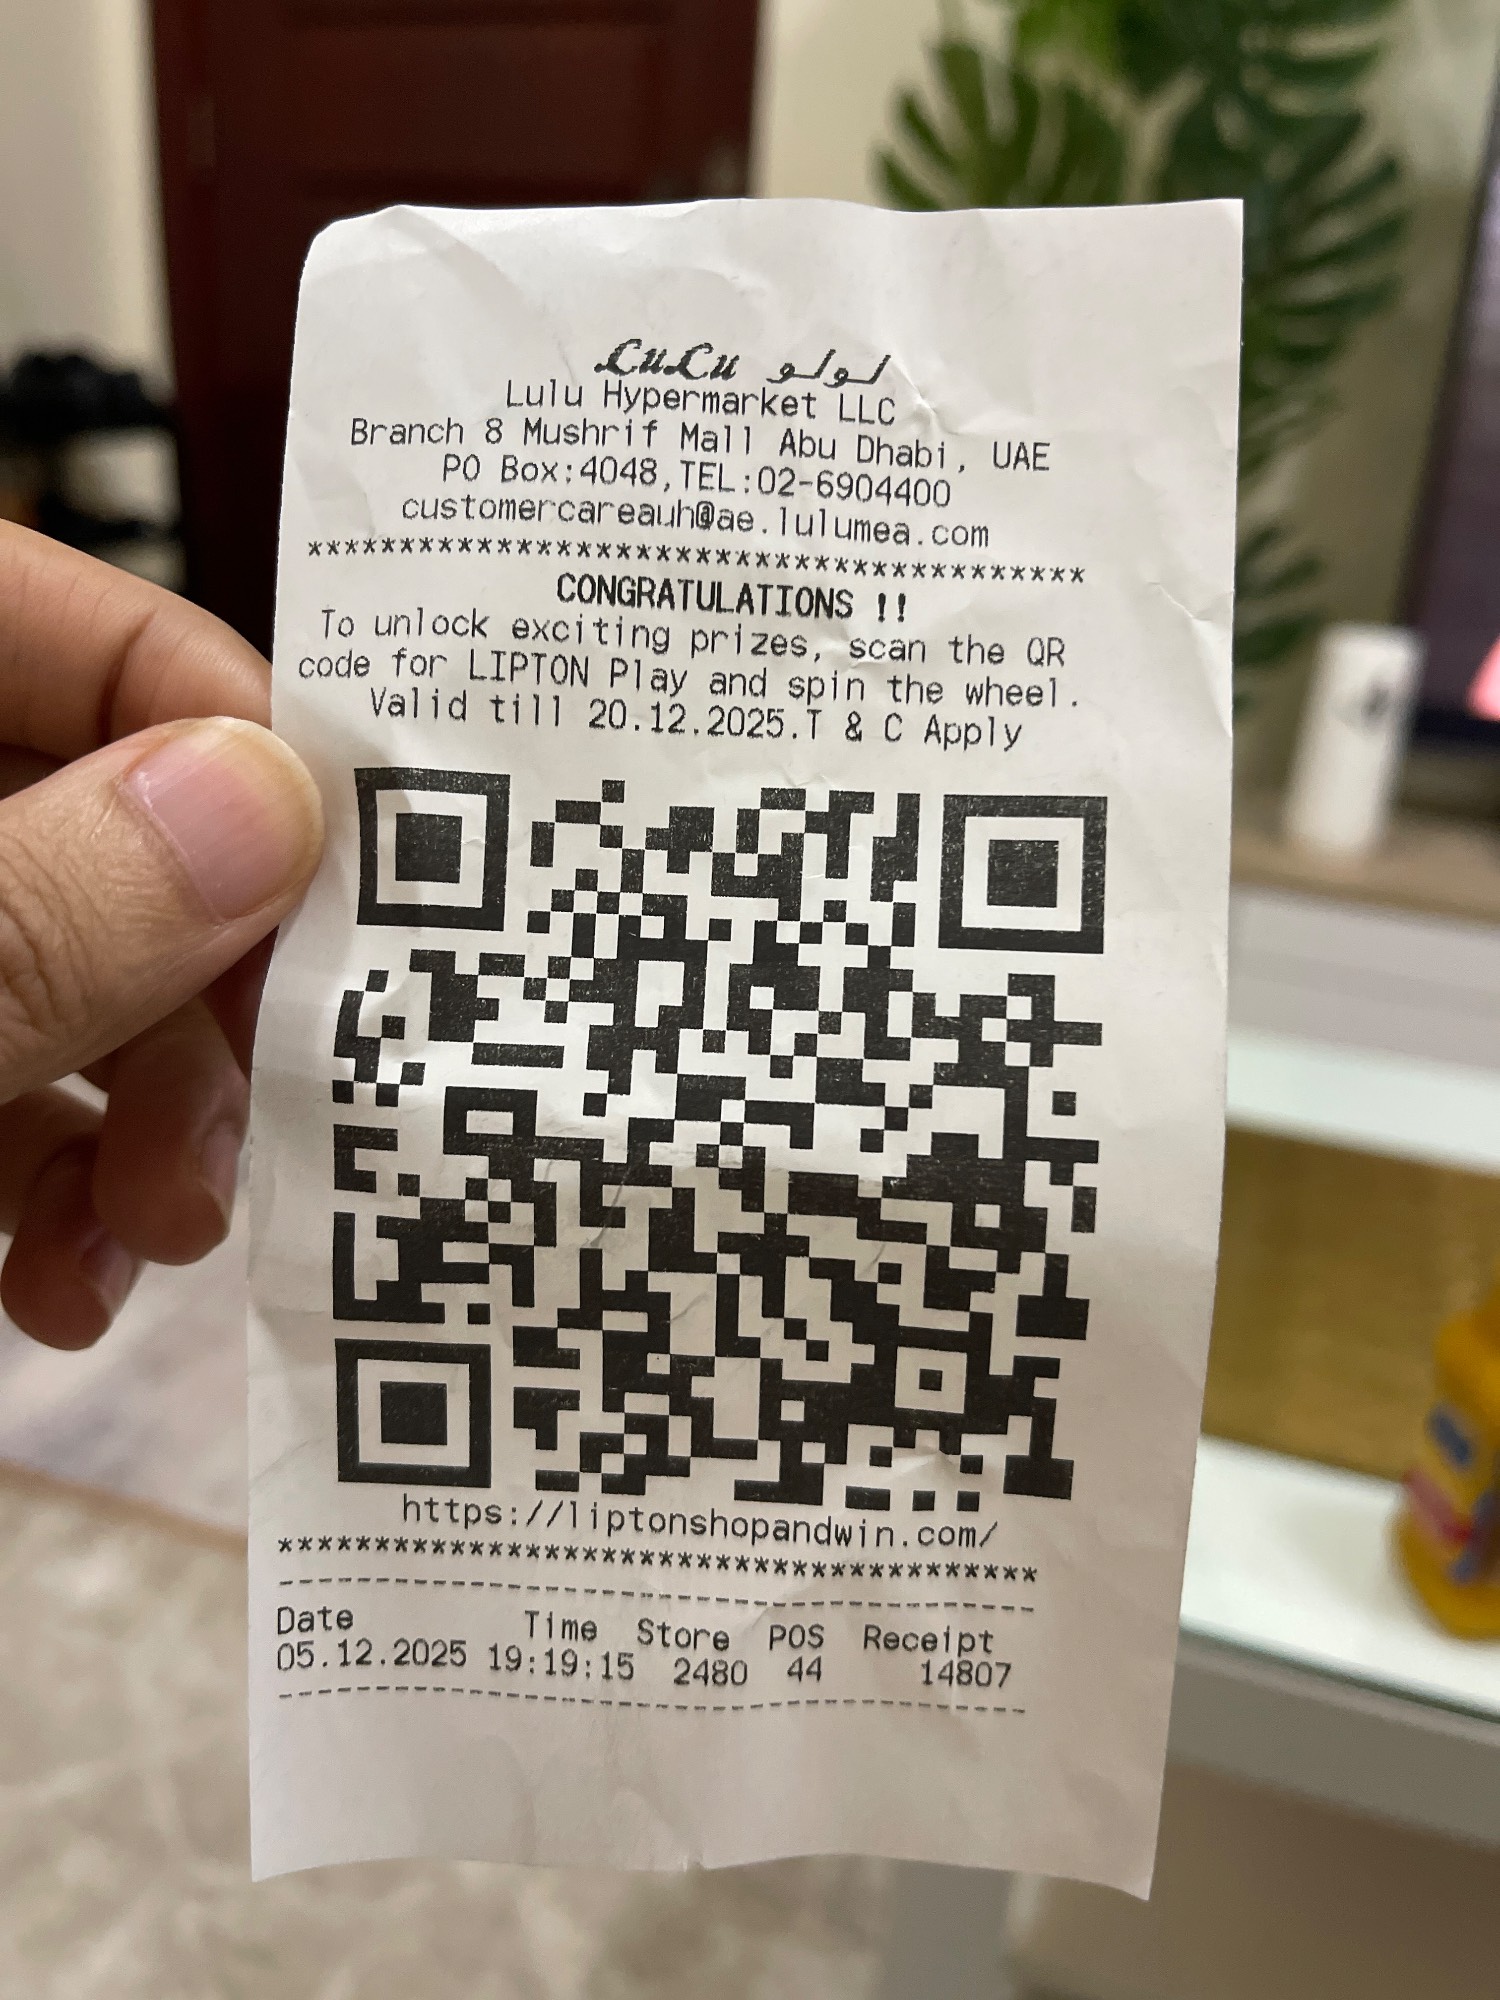 LuLu لولو
Lulu Hypermarket LLC
Branch 8 Mushrif Mall Abu Dhabi, UAE
PO Box:4048,TEL:02-6904400
customercareauh@ae.lulumea.com
****************************************
CONGRATULATIONS !!
To unlock exciting prizes, scan the QR
code for LIPTON Play and spin the wheel.
Valid till 20.12.2025.T & C Apply
https://liptonshopandwin.com/
****************************************
----------------------------------------
Date Time Store POS Receipt
05.12.2025 19:19:15 2480 44 14807
----------------------------------------